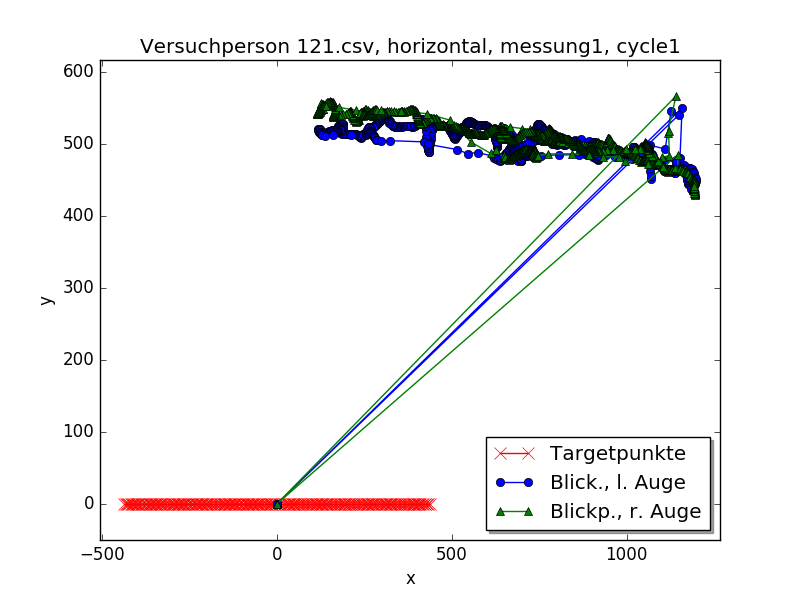 Versuchperson 121.csv, horizontal, messung1, cycle1
600
500
400
300
200
100
0
y
−500
0
500
1000
x
Targetpunkte
Blick., l. Auge
Blickp., r. Auge